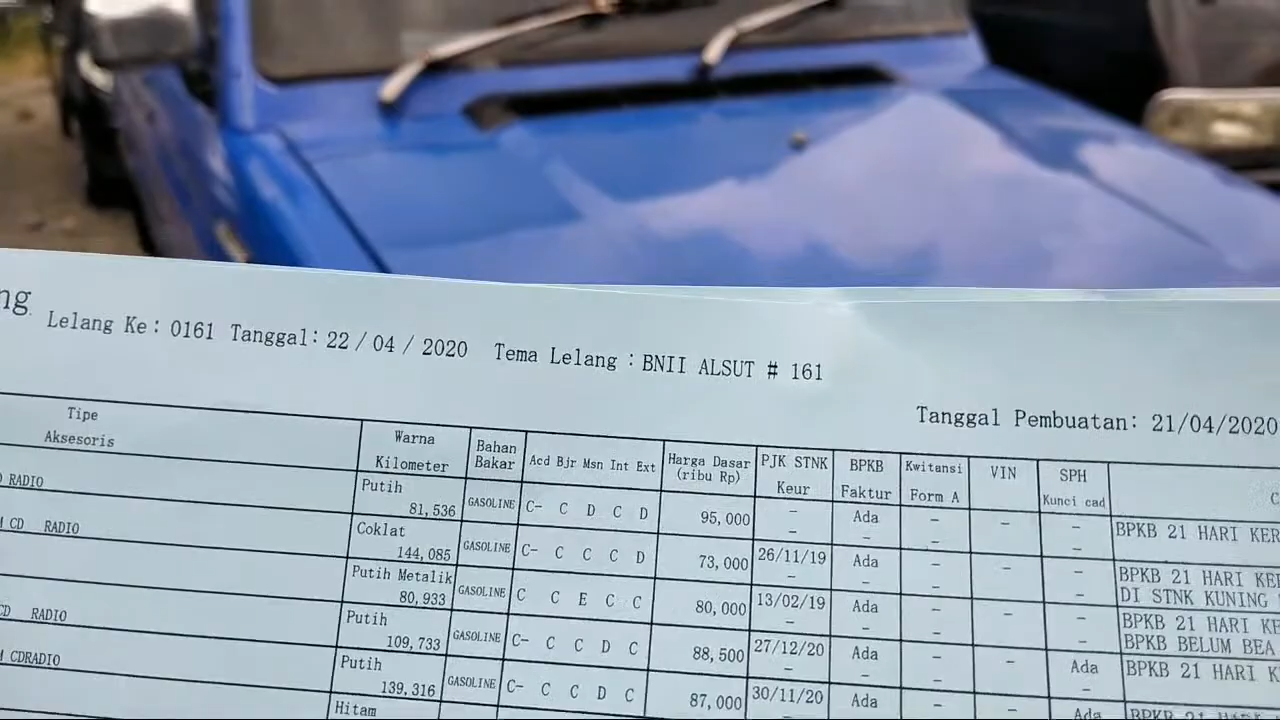 ng
Lelang Ke: 0161 Tanggal: 22 / 04 / 2020 Tema Lelang : BNII ALSUT # 161
Tanggal Pembuatan: 21/04/2020
Tipe Warna Bahan Acd Bjr Msn Int Ext Harga Dasar PJK STNK BPKB Kwitansi VIN SPH
Aksesoris Kilometer Bakar (ribu Rp) Keur Faktur Form A Kunci cad
Putih
RADIO 81,536 GASOLINE C- C D C D 95,000 - Ada - - - BPKB 21 HARI KER
- - - -
Coklat
CD RADIO 144,085 GASOLINE C- C C C D 73,000 26/11/19 Ada - - - BPKB 21 HARI KE
- - - - DI STNK KUNING
Putih Metalik
80,933 GASOLINE C C E C C 80,000 13/02/19 Ada - - - BPKB 21 HARI KE
- - - - BPKB BELUM BEA
Putih
CD RADIO 109,733 GASOLINE C- C C D C 88,500 27/12/20 Ada - - Ada BPKB 21 HARI K
- - - -
Putih
CDRADIO 139,316 GASOLINE C- C C D C 87,000 30/11/20 Ada - - Ada BPKB 21 HAR
Hitam